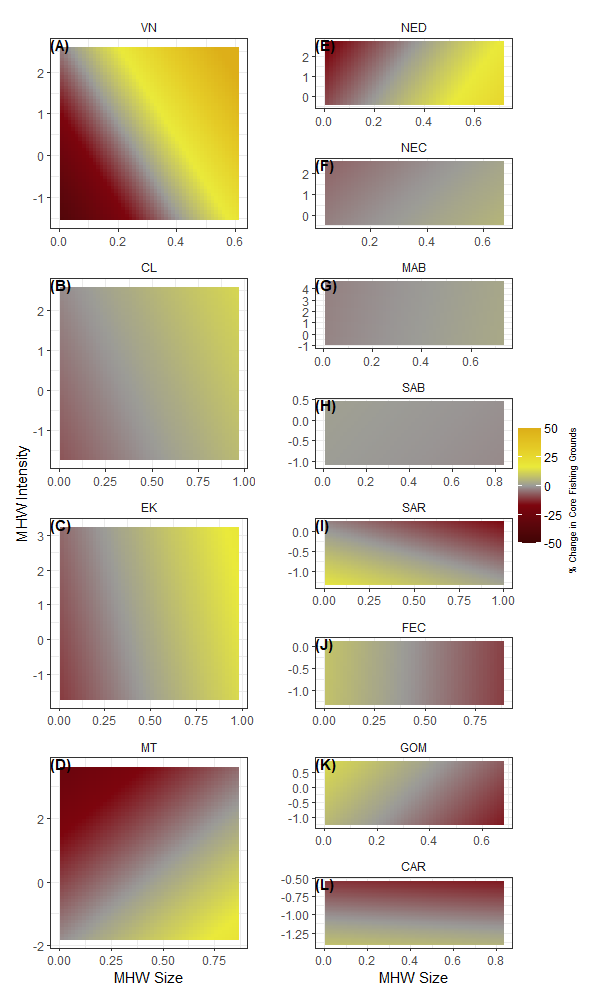 VN
(A)
2
1
0
-1
0.0 0.2 0.4 0.6
CL
(B)
2
1
0
-1
0.00 0.25 0.50 0.75 1.00
EK
(C)
3
2
1
0
-1
0.00 0.25 0.50 0.75 1.00
MT
(D)
2
0
-2
0.00 0.25 0.50 0.75
MHW Size
MHW Intensity
NED
(E)
2
1
0
0.0 0.2 0.4 0.6
NEC
(F)
2
1
0
0.2 0.4 0.6
MAB
(G)
4
3
2
1
0
-1
0.0 0.2 0.4 0.6
SAB
(H)
0.5
0.0
-0.5
-1.0
0.0 0.2 0.4 0.6 0.8
SAR
(I)
0.0
-0.5
-1.0
0.00 0.25 0.50 0.75 1.00
FEC
(J)
0.0
-0.5
-1.0
0.00 0.25 0.50 0.75
GOM
(K)
0.5
0.0
-0.5
-1.0
0.0 0.2 0.4 0.6
CAR
(L)
-0.50
-0.75
-1.00
-1.25
0.0 0.2 0.4 0.6 0.8
MHW Size
50
25
0
-25
-50
% Change in Core Fishing Grounds